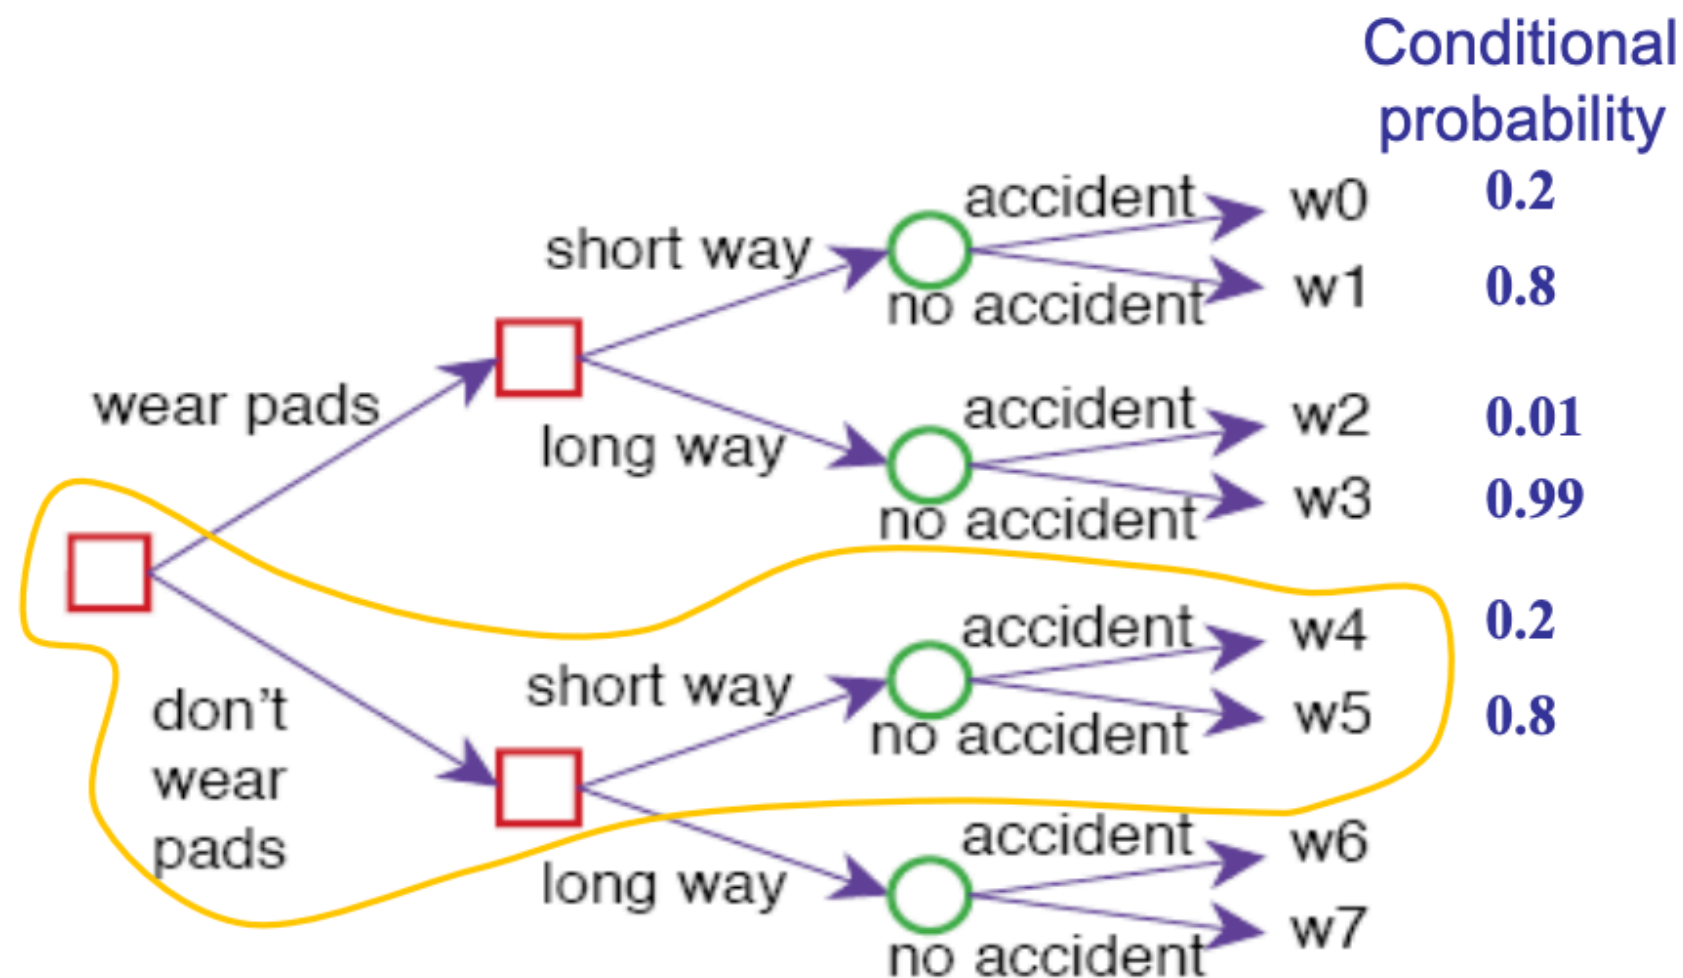 Conditional
probability
accident w0 0.2
short way
no accident w1 0.8
wear pads
accident w2 0.01
long way
no accident w3 0.99
accident w4 0.2
short way
no accident w5 0.8
don't
wear
pads
accident w6
long way
no accident w7